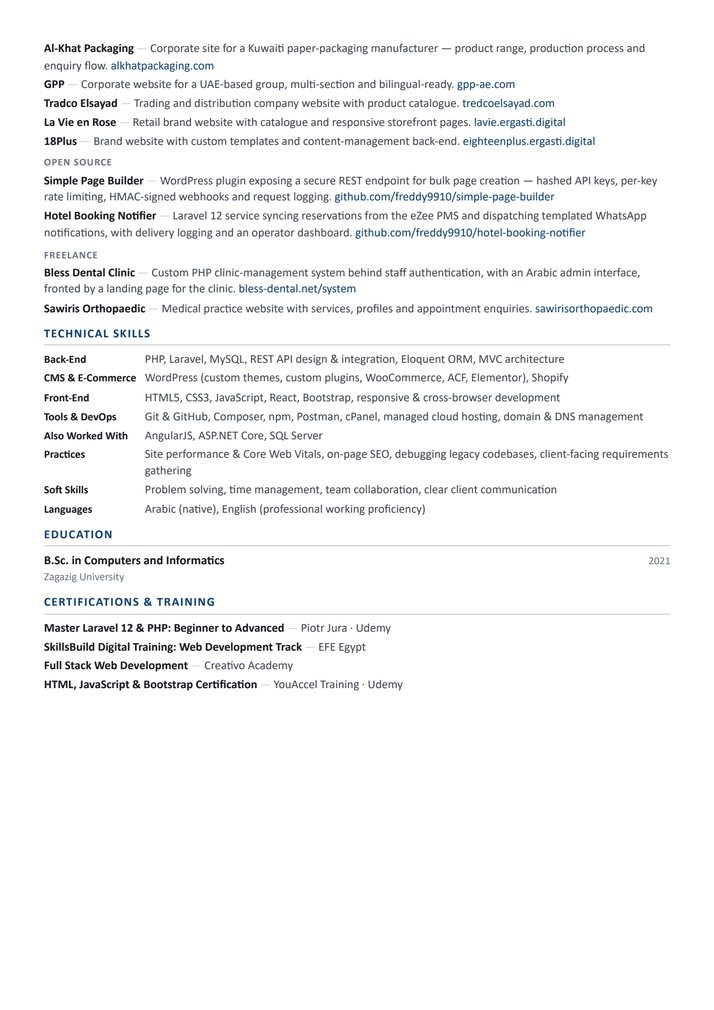 Al-Khat Packaging — Corporate site for a Kuwaiti paper-packaging manufacturer — product range, production process and
enquiry flow. alkhatpackaging.com
GPP — Corporate website for a UAE-based group, multi-section and bilingual-ready. gpp-ae.com
Tradco Elsayad — Trading and distribution company website with product catalogue. tredcoelsayad.com
La Vie en Rose — Retail brand website with catalogue and responsive storefront pages. lavie.ergasti.digital
18Plus — Brand website with custom templates and content-management back-end. eighteenplus.ergasti.digital
OPEN SOURCE
Simple Page Builder — WordPress plugin exposing a secure REST endpoint for bulk page creation — hashed API keys, per-key
rate limiting, HMAC-signed webhooks and request logging. github.com/freddy9910/simple-page-builder
Hotel Booking Notifier — Laravel 12 service syncing reservations from the eZee PMS and dispatching templated WhatsApp
notifications, with delivery logging and an operator dashboard. github.com/freddy9910/hotel-booking-notifier
FREELANCE
Bless Dental Clinic — Custom PHP clinic-management system behind staff authentication, with an Arabic admin interface,
fronted by a landing page for the clinic. bless-dental.net/system
Sawiris Orthopaedic — Medical practice website with services, profiles and appointment enquiries. sawirisorthopaedic.com
TECHNICAL SKILLS
Back-End PHP, Laravel, MySQL, REST API design & integration, Eloquent ORM, MVC architecture
CMS & E-Commerce WordPress (custom themes, custom plugins, WooCommerce, ACF, Elementor), Shopify
Front-End HTML5, CSS3, JavaScript, React, Bootstrap, responsive & cross-browser development
Tools & DevOps Git & GitHub, Composer, npm, Postman, cPanel, managed cloud hosting, domain & DNS management
Also Worked With AngularJS, ASP.NET Core, SQL Server
Practices Site performance & Core Web Vitals, on-page SEO, debugging legacy codebases, client-facing requirements
gathering
Soft Skills Problem solving, time management, team collaboration, clear client communication
Languages Arabic (native), English (professional working proficiency)
EDUCATION
B.Sc. in Computers and Informatics 2021
Zagazig University
CERTIFICATIONS & TRAINING
Master Laravel 12 & PHP: Beginner to Advanced — Piotr Jura · Udemy
SkillsBuild Digital Training: Web Development Track — EFE Egypt
Full Stack Web Development — Creativo Academy
HTML, JavaScript & Bootstrap Certification — YouAccel Training · Udemy